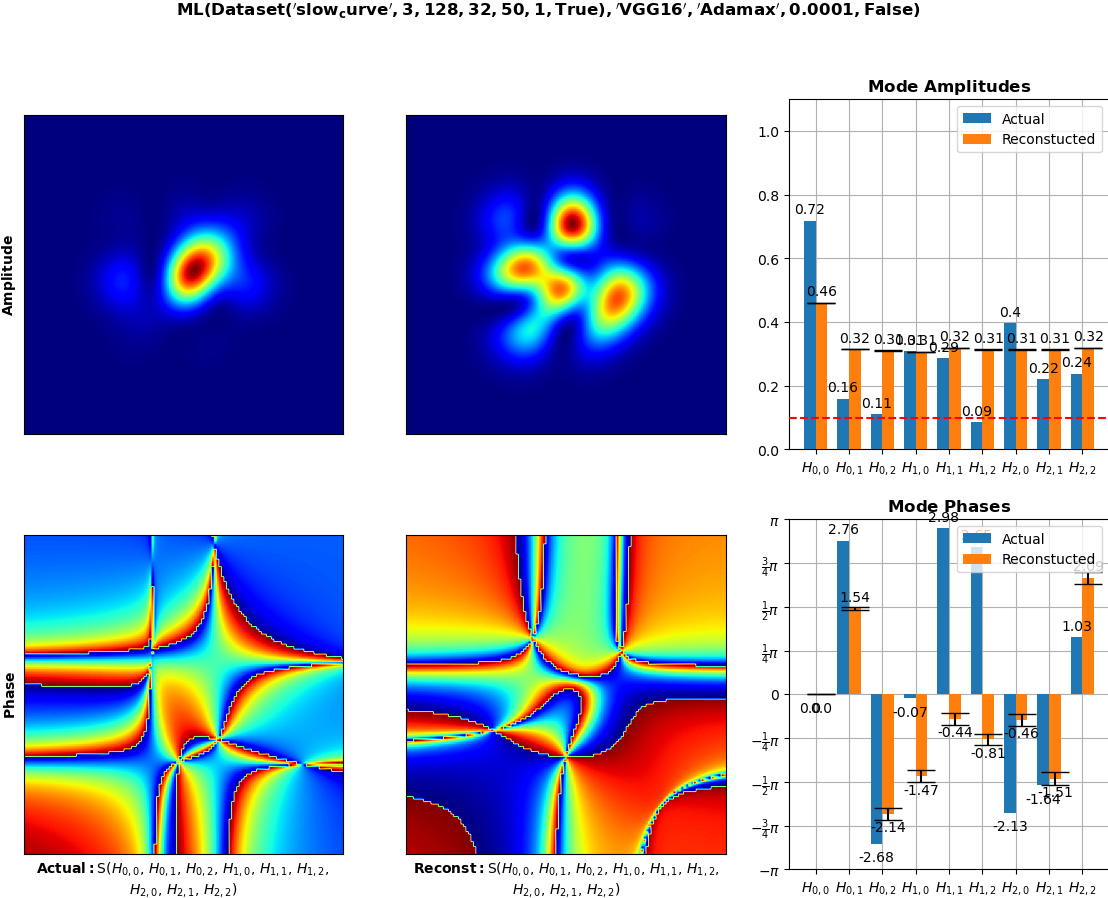 ML(Dataset('slow_curve', 3, 128, 32, 50, 1, True), 'VGG16', 'Adamax', 0.0001, False)
Amplitude
Mode Amplitudes
Actual
Reconstucted
1.0
0.8
0.6
0.4
0.2
0.0
0.72
0.46
0.16
0.32
0.11
0.31
0.31
0.31
0.29
0.32
0.09
0.31
0.4
0.31
0.22
0.31
0.24
0.32
H0,0 H0,1 H0,2 H1,0 H1,1 H1,2 H2,0 H2,1 H2,2
Phase
Mode Phases
Actual
Reconstucted
π
3/4π
1/2π
1/4π
0
−1/4π
−1/2π
−3/4π
−π
0.0
0.0
2.76
1.54
-2.68
-2.14
-0.07
-1.47
2.98
-0.44
-0.81
-2.13
-0.46
-1.64
-1.51
1.03
H0,0 H0,1 H0,2 H1,0 H1,1 H1,2 H2,0 H2,1 H2,2
Actual: S(H0,0, H0,1, H0,2, H1,0, H1,1, H1,2,
H2,0, H2,1, H2,2)
Reconst: S(H0,0, H0,1, H0,2, H1,0, H1,1, H1,2,
H2,0, H2,1, H2,2)